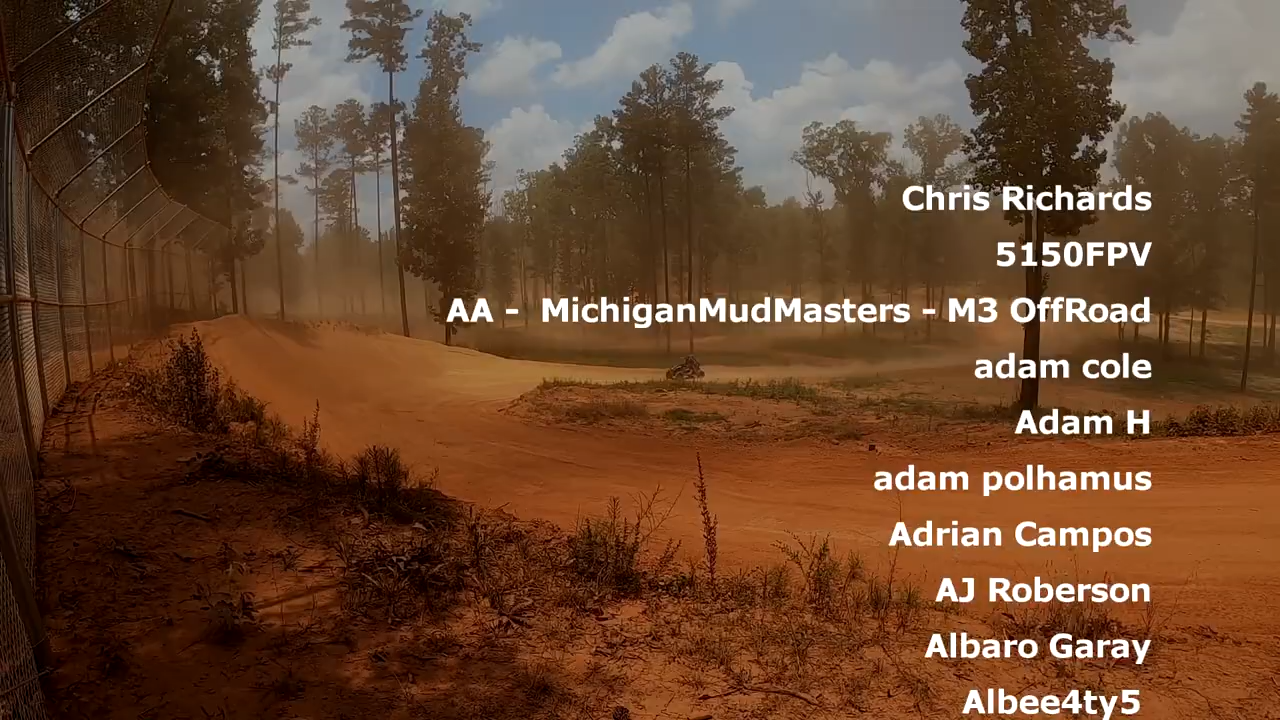 Chris Richards
5150FPV
AA -  MichiganMudMasters - M3 OffRoad
adam cole
Adam H
adam polhamus
Adrian Campos
AJ Roberson
Albaro Garay
Albee4ty5